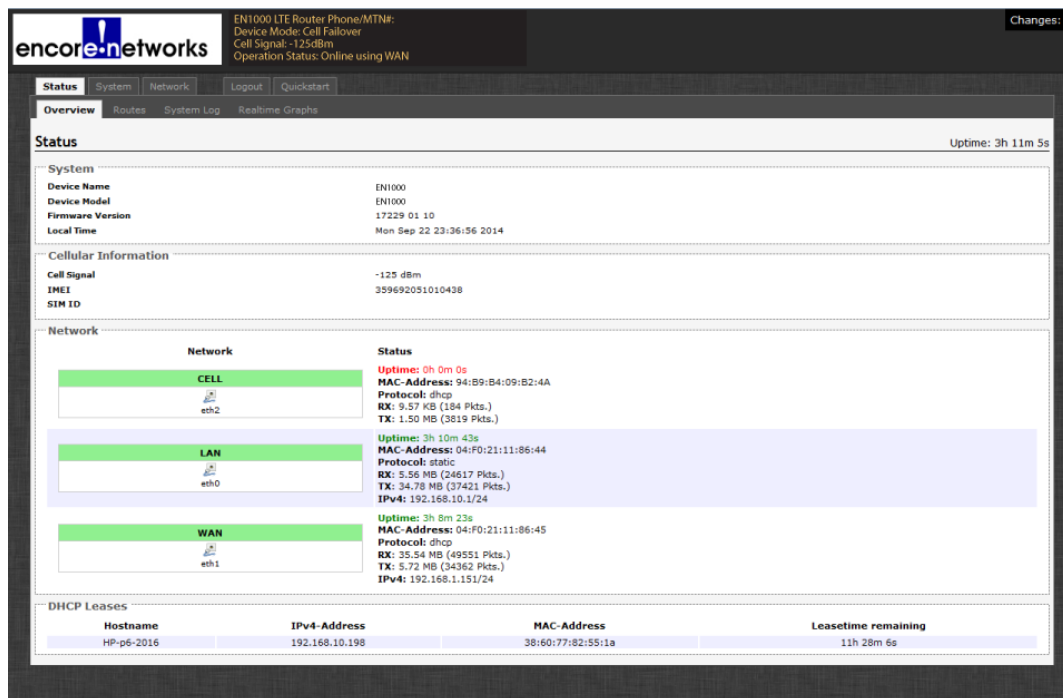 encore networks
EN1000 LTE Router Phone/MTN#:
Device Mode: Cell Failover
Cell Signal: -125dBm
Operation Status: Online using WAN
Changes:
Status System Network Logout Quickstart
Overview Routes System Log Realtime Graphs
Status Uptime: 3h 11m 5s
System
Device Name EN1000
Device Model EN1000
Firmware Version 17229 01 10
Local Time Mon Sep 22 23:36:56 2014
Cellular Information
Cell Signal -125 dBm
IMEI 359692051010438
SIM ID
Network
Network Status
CELL
eth2
Uptime: 0h 0m 0s
MAC-Address: 94:B9:B4:09:B2:4A
Protocol: dhcp
RX: 9.57 KB (184 Pkts.)
TX: 1.50 MB (3819 Pkts.)
LAN
eth0
Uptime: 3h 10m 43s
MAC-Address: 04:F0:21:11:86:44
Protocol: static
RX: 5.56 MB (24617 Pkts.)
TX: 34.78 MB (37421 Pkts.)
IPv4: 192.168.10.1/24
WAN
eth1
Uptime: 3h 8m 23s
MAC-Address: 04:F0:21:11:86:45
Protocol: dhcp
RX: 35.54 MB (49551 Pkts.)
TX: 5.72 MB (34362 Pkts.)
IPv4: 192.168.1.151/24
DHCP Leases
Hostname IPv4-Address MAC-Address Leasetime remaining
HP-p6-2016 192.168.10.198 38:60:77:82:55:1a 11h 28m 6s